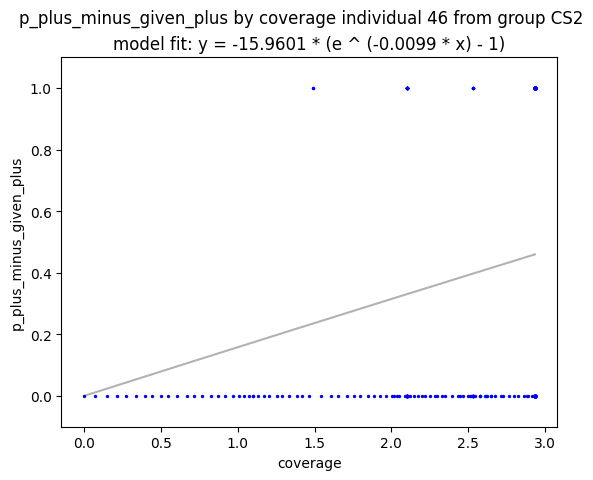 p_plus_minus_given_plus by coverage individual 46 from group CS2
model fit: y = -15.9601 * (e ^ (-0.0099 * x) - 1)
p_plus_minus_given_plus
1.0
0.8
0.6
0.4
0.2
0.0
0.0 0.5 1.0 1.5 2.0 2.5 3.0
coverage